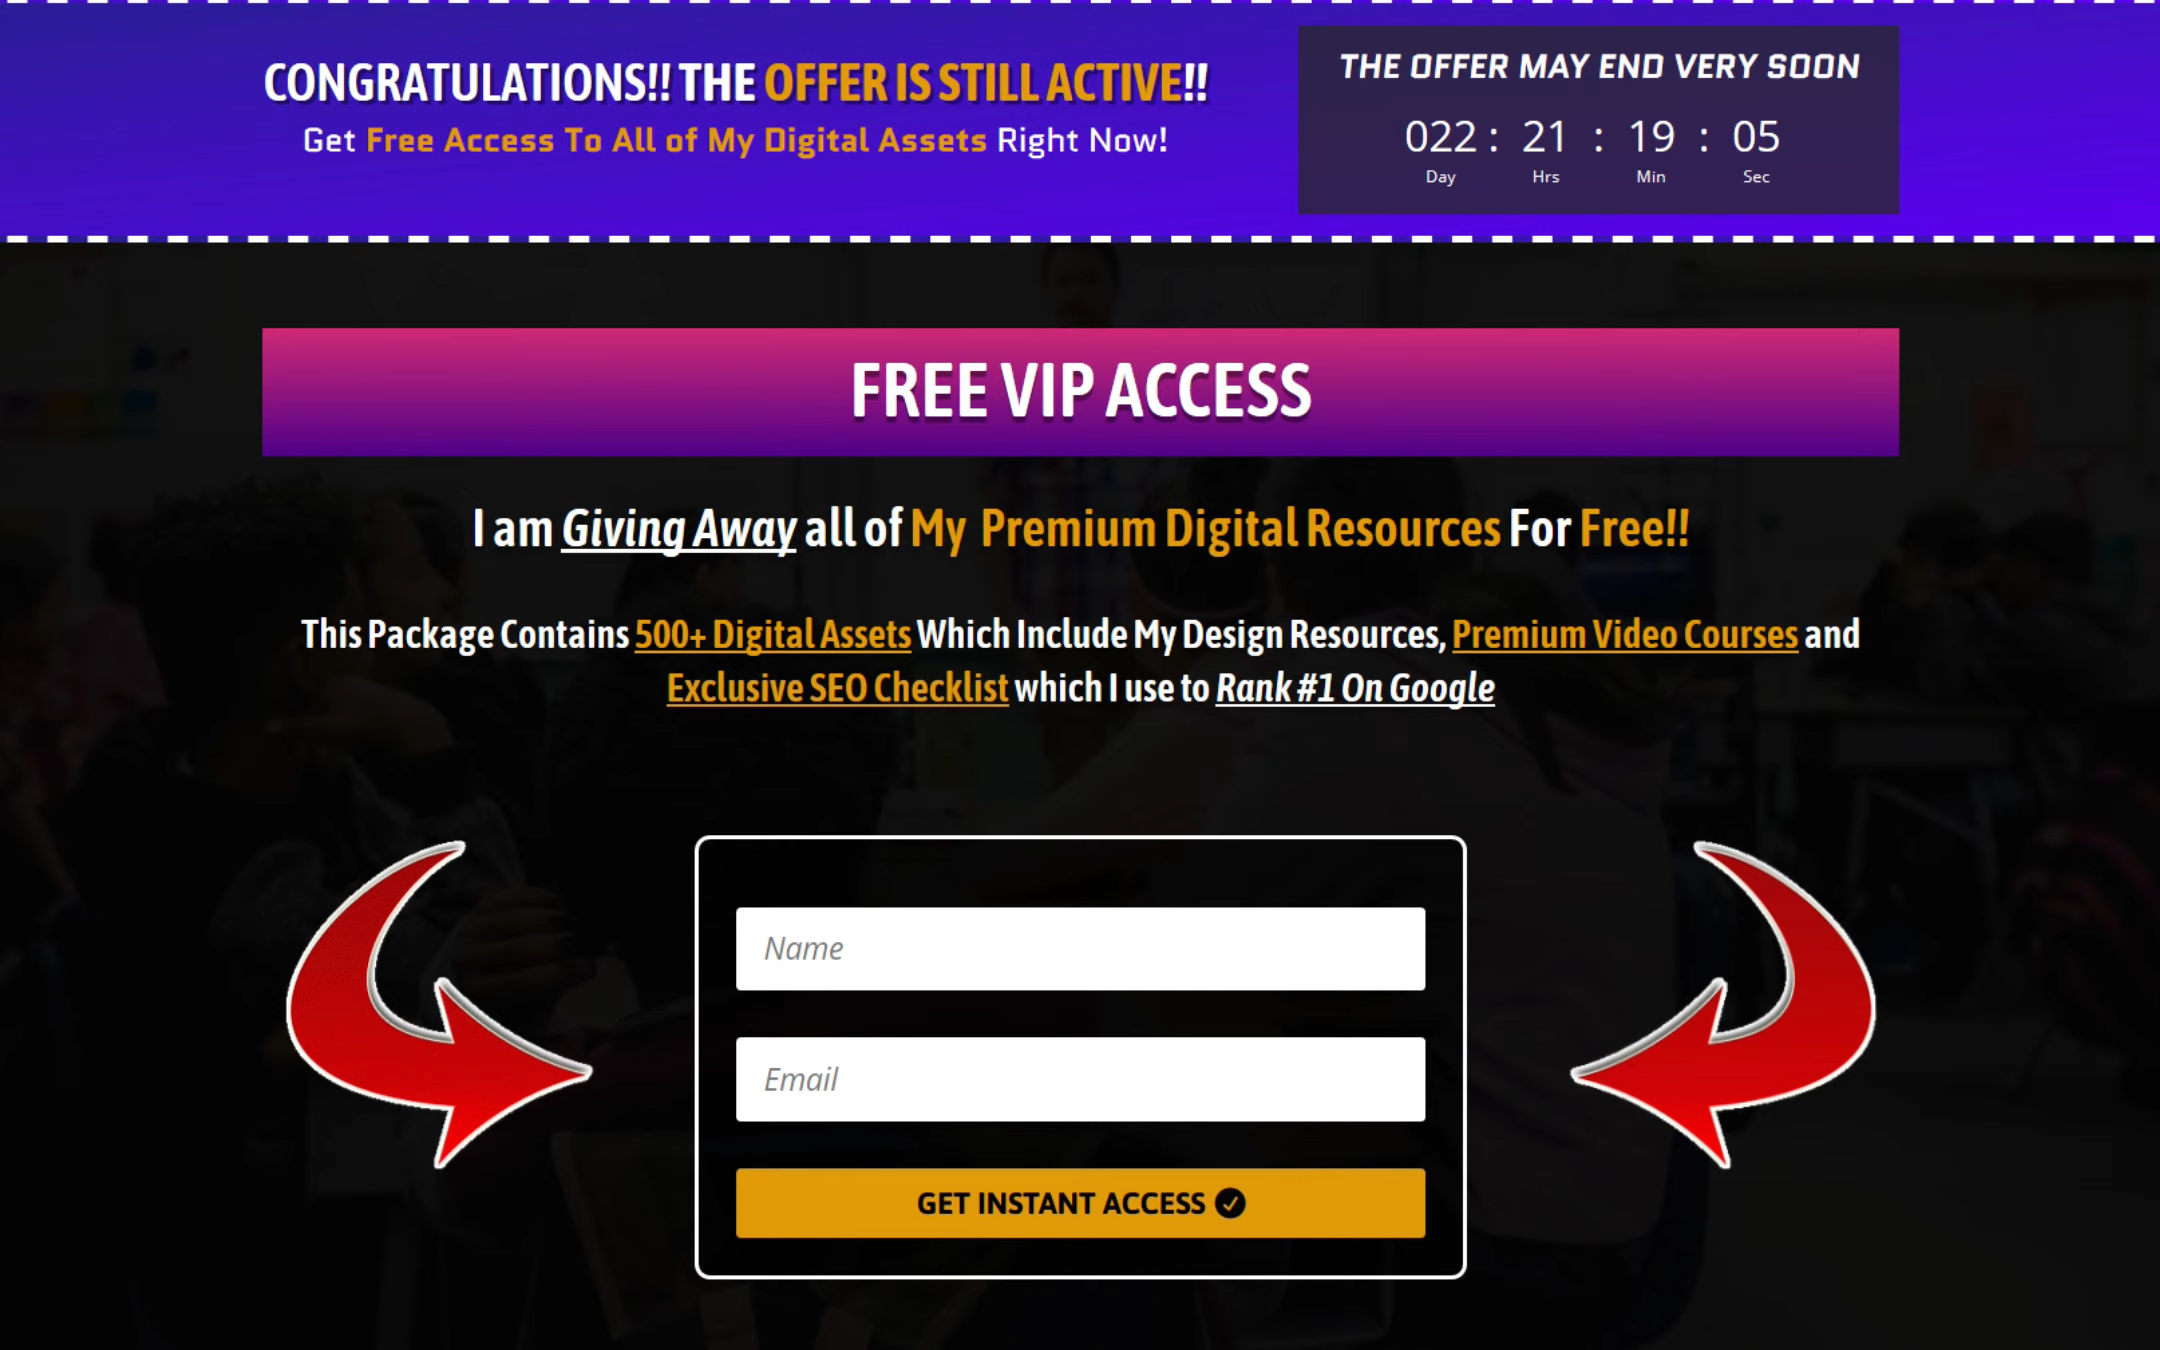 CONGRATULATIONS!! THE OFFER IS STILL ACTIVE!!
Get Free Access To All of My Digital Assets Right Now!
THE OFFER MAY END VERY SOON
022 : 21 : 19 : 05
Day Hrs Min Sec
FREE VIP ACCESS
I am Giving Away all of My Premium Digital Resources For Free!!
This Package Contains 500+ Digital Assets Which Include My Design Resources, Premium Video Courses and
Exclusive SEO Checklist which I use to Rank #1 On Google
Name
Email
GET INSTANT ACCESS